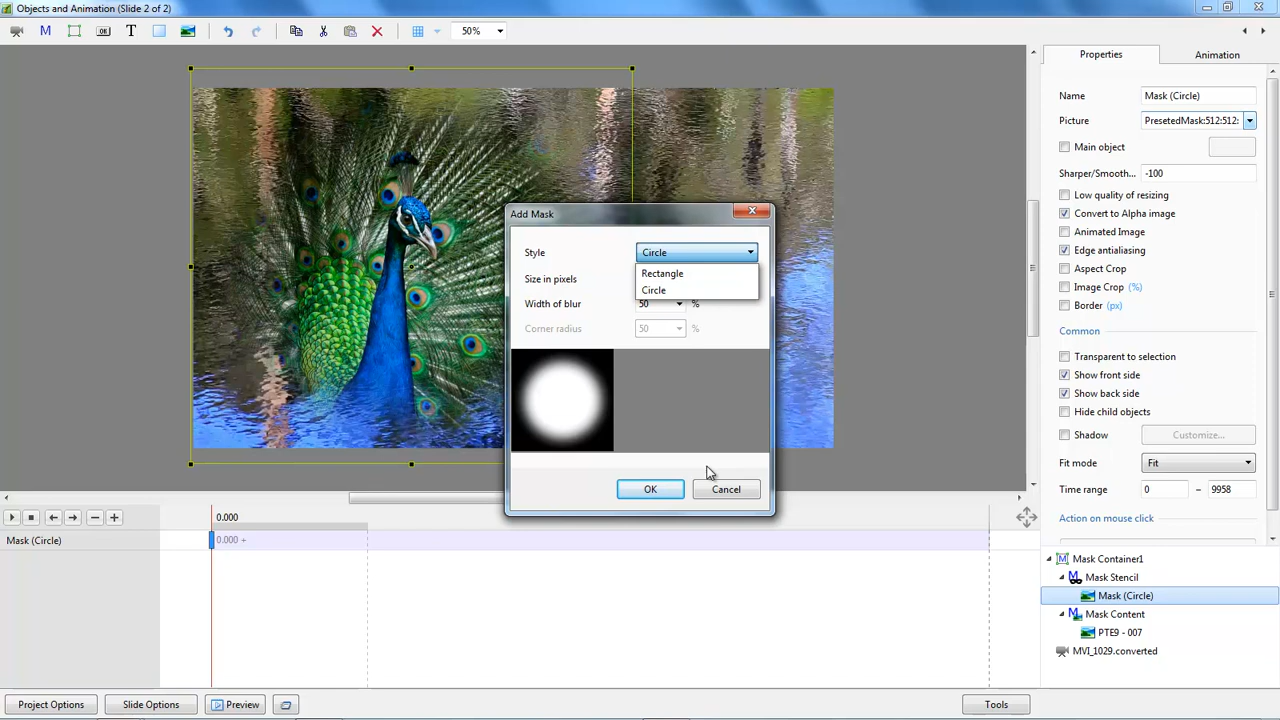 Objects and Animation (Slide 2 of 2)
M OK T 50%
Properties Animation
Name Mask (Circle)
Picture PresetedMask:512:512:
Main object
Sharper/Smooth... -100
Low quality of resizing
Convert to Alpha image
Animated Image
Edge antialiasing
Aspect Crop
Image Crop (%)
Border (px)
Common
Transparent to selection
Show front side
Show back side
Hide child objects
Shadow Customize...
Fit mode Fit
Time range 0 – 9958
Action on mouse click
Add Mask
Style Circle
Rectangle
Circle
Size in pixels
Width of blur 50 %
Corner radius 50 %
OK Cancel
0.000
Mask (Circle) 0.000 +
M Mask Container1
M Mask Stencil
Mask (Circle)
M Mask Content
PTE9 - 007
MVI_1029.converted
Project Options Slide Options Preview Tools